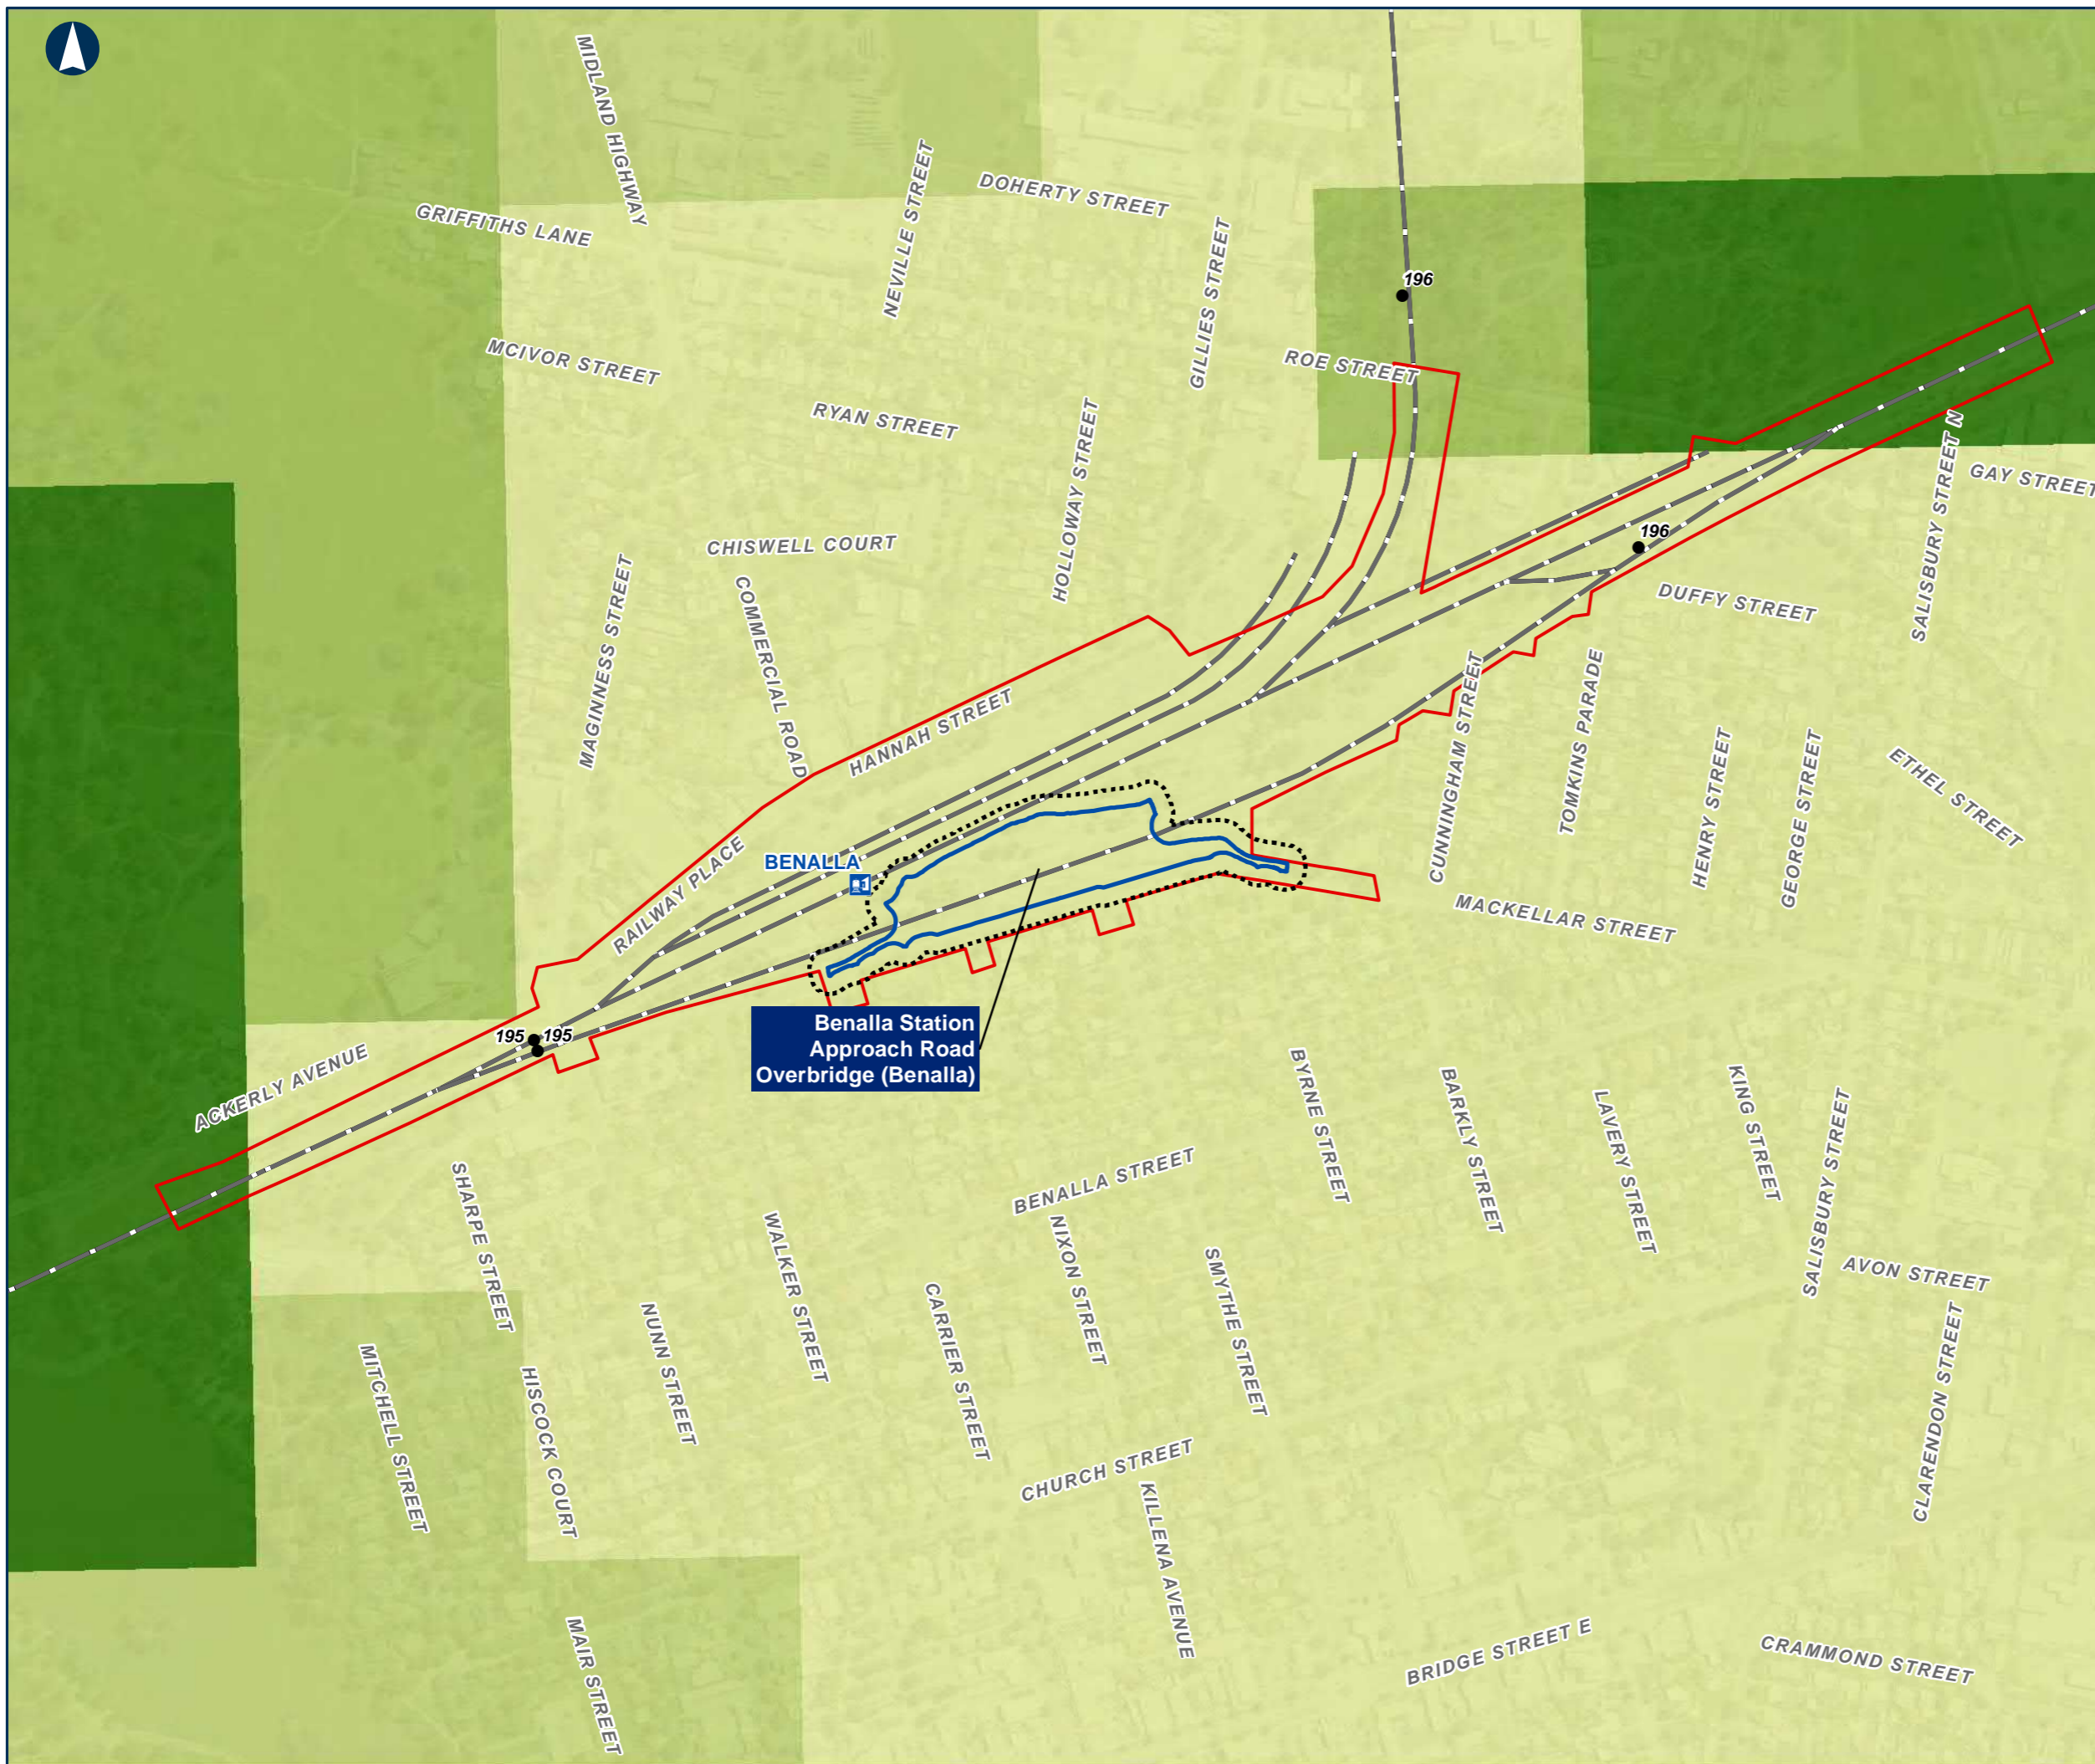 MIDLAND HIGHWAY
GRIFFITHS LANE
NEVILLE STREET
DOHERTY STREET
GILLIES STREET
196
MCIVOR STREET
ROE STREET
RYAN STREET
HOLLOWAY STREET
SALISBURY STREET N
GAY STREET
196
CHISWELL COURT
COMMERCIAL ROAD
MAGINNESS STREET
DUFFY STREET
HANNAH STREET
CUNNINGHAM STREET
TOMKINS PARADE
HENRY STREET
GEORGE STREET
ETHEL STREET
RAILWAY PLACE
BENALLA
MACKELLAR STREET
195
195
Benalla Station
Approach Road
Overbridge (Benalla)
ACKERLY AVENUE
BYRNE STREET
BARKLY STREET
LAVERY STREET
KING STREET
SALISBURY STREET
SHARPE STREET
BENALLA STREET
WALKER STREET
NIXON STREET
SMYTHE STREET
AVON STREET
NUNN STREET
CARRIER STREET
CLARENDON STREET
MITCHELL STREET
HISCOCK COURT
CHURCH STREET
KILLENA AVENUE
MAIR STREET
BRIDGE STREET E
CRAMMOND STREET